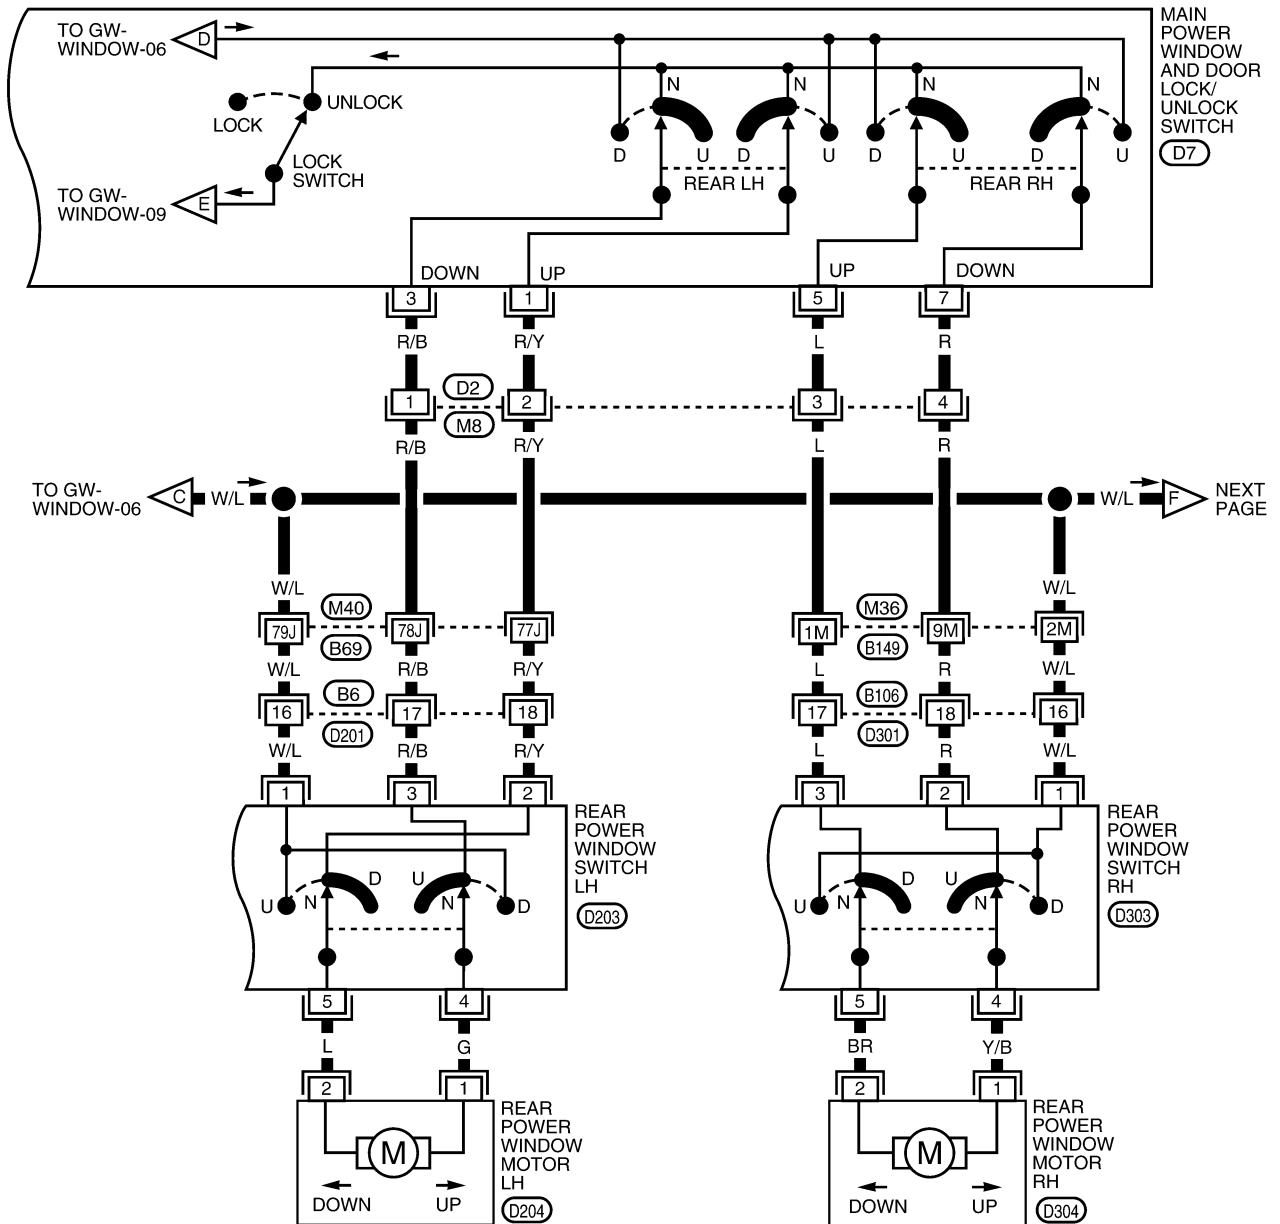 TO GW-
WINDOW-06
D
MAIN
POWER
WINDOW
AND DOOR
LOCK/
UNLOCK
SWITCH
D7
N N N N
LOCK UNLOCK
D U D U D U D U
LOCK
SWITCH
REAR LH REAR RH
TO GW-
WINDOW-09
E
DOWN UP UP DOWN
3 1 5 7
R/B R/Y L R
D2
1 2 3 4
M8
R/B R/Y L R
TO GW-
WINDOW-06
C W/L W/L F
NEXT
PAGE
W/L W/L
M40 M36
79J 78J 77J 1M 9M 2M
B69 B149
W/L R/B R/Y L R W/L
B6 B106
16 17 18 17 18 16
D201 D301
W/L R/B R/Y L R W/L
1 3 2 3 2 1
REAR
POWER
WINDOW
SWITCH
LH
D203
U N D U N D
REAR
POWER
WINDOW
SWITCH
RH
D303
U N D U N D
5 4 5 4
L G BR Y/B
2 1 2 1
M
DOWN UP
REAR
POWER
WINDOW
MOTOR
LH
D204
M
DOWN UP
REAR
POWER
WINDOW
MOTOR
RH
D304